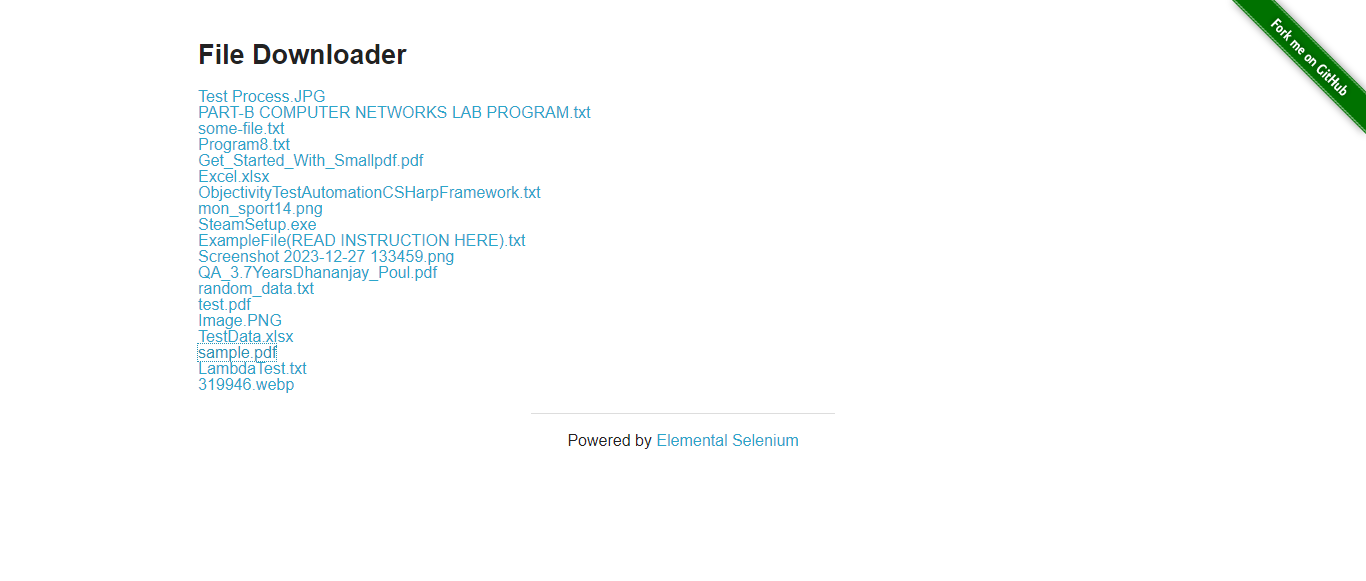 Fork me on GitHub
File Downloader
Test Process.JPG
PART-B COMPUTER NETWORKS LAB PROGRAM.txt
some-file.txt
Program8.txt
Get_Started_With_Smallpdf.pdf
Excel.xlsx
ObjectivityTestAutomationCSHarpFramework.txt
mon_sport14.png
SteamSetup.exe
ExampleFile(READ INSTRUCTION HERE).txt
Screenshot 2023-12-27 133459.png
QA_3.7YearsDhananjay_Poul.pdf
random_data.txt
test.pdf
Image.PNG
TestData.xlsx
sample.pdf
LambdaTest.txt
319946.webp
Powered by Elemental Selenium